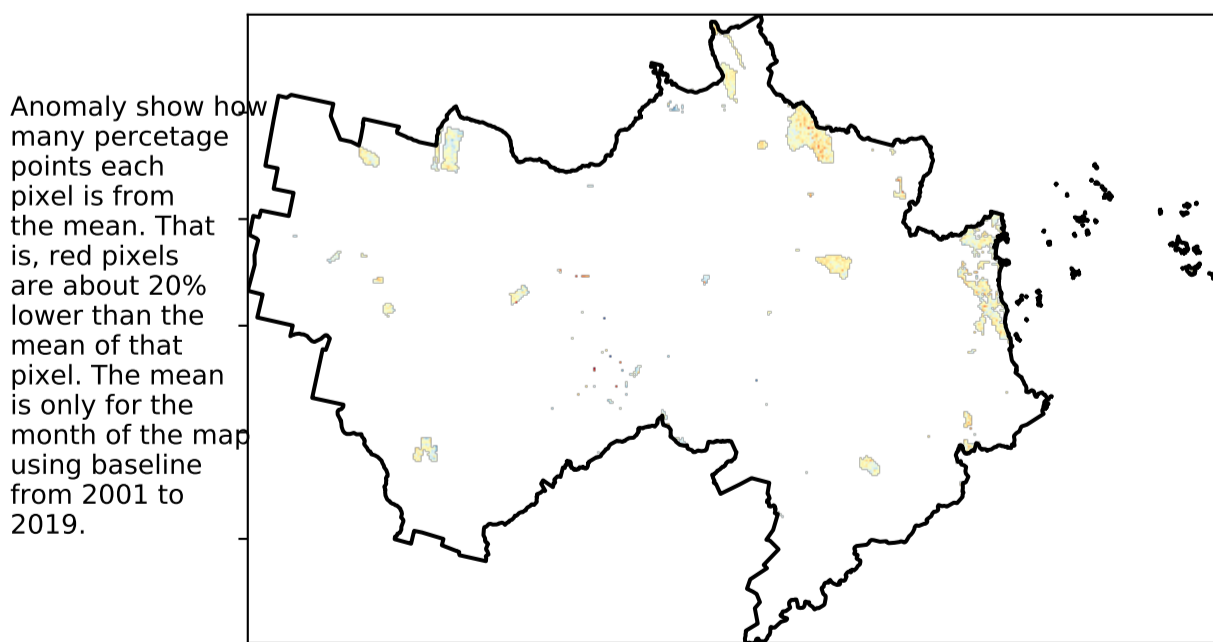 Anomaly show how
many percetage
points each
pixel is from
the mean. That
is, red pixels
are about 20%
lower than the
mean of that
pixel. The mean
is only for the
month of the map
using baseline
from 2001 to
2019.